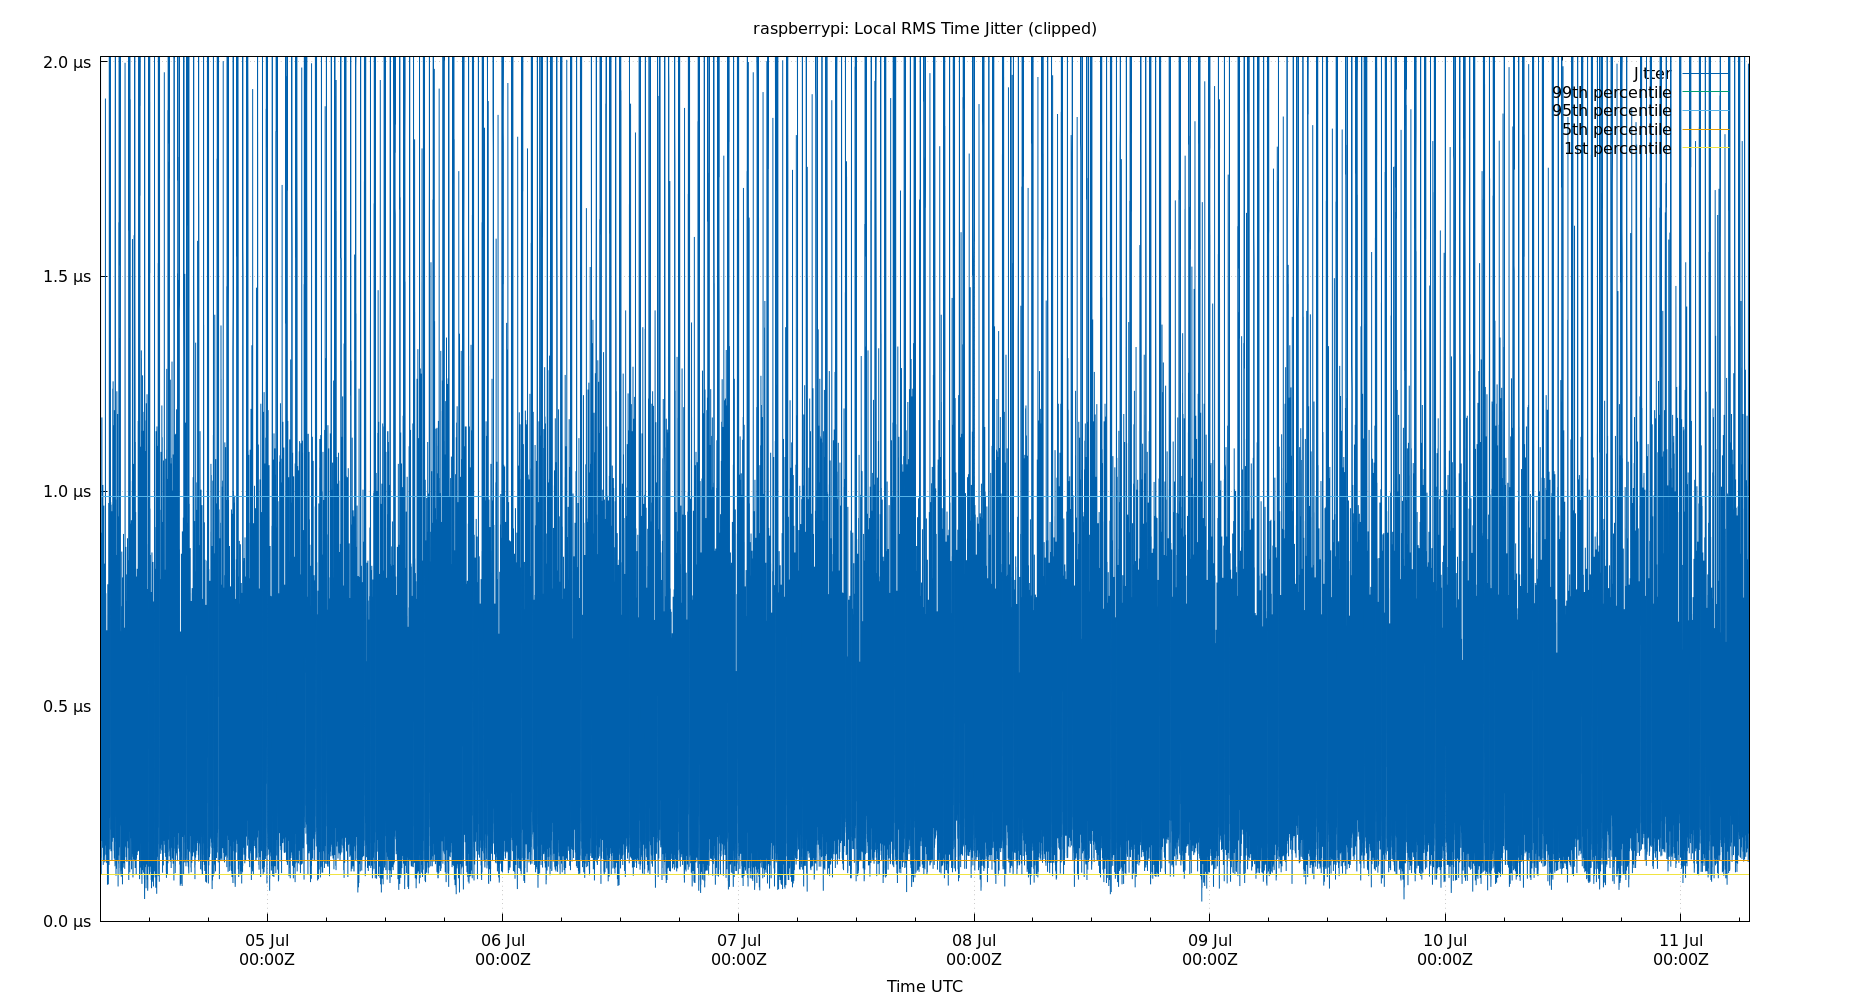 raspberrypi: Local RMS Time Jitter (clipped)
2.0 µs
1.5 µs
1.0 µs
0.5 µs
0.0 µs
Jitter
99th percentile
95th percentile
5th percentile
1st percentile
05 Jul
00:00Z
06 Jul
00:00Z
07 Jul
00:00Z
08 Jul
00:00Z
09 Jul
00:00Z
10 Jul
00:00Z
11 Jul
00:00Z
Time UTC